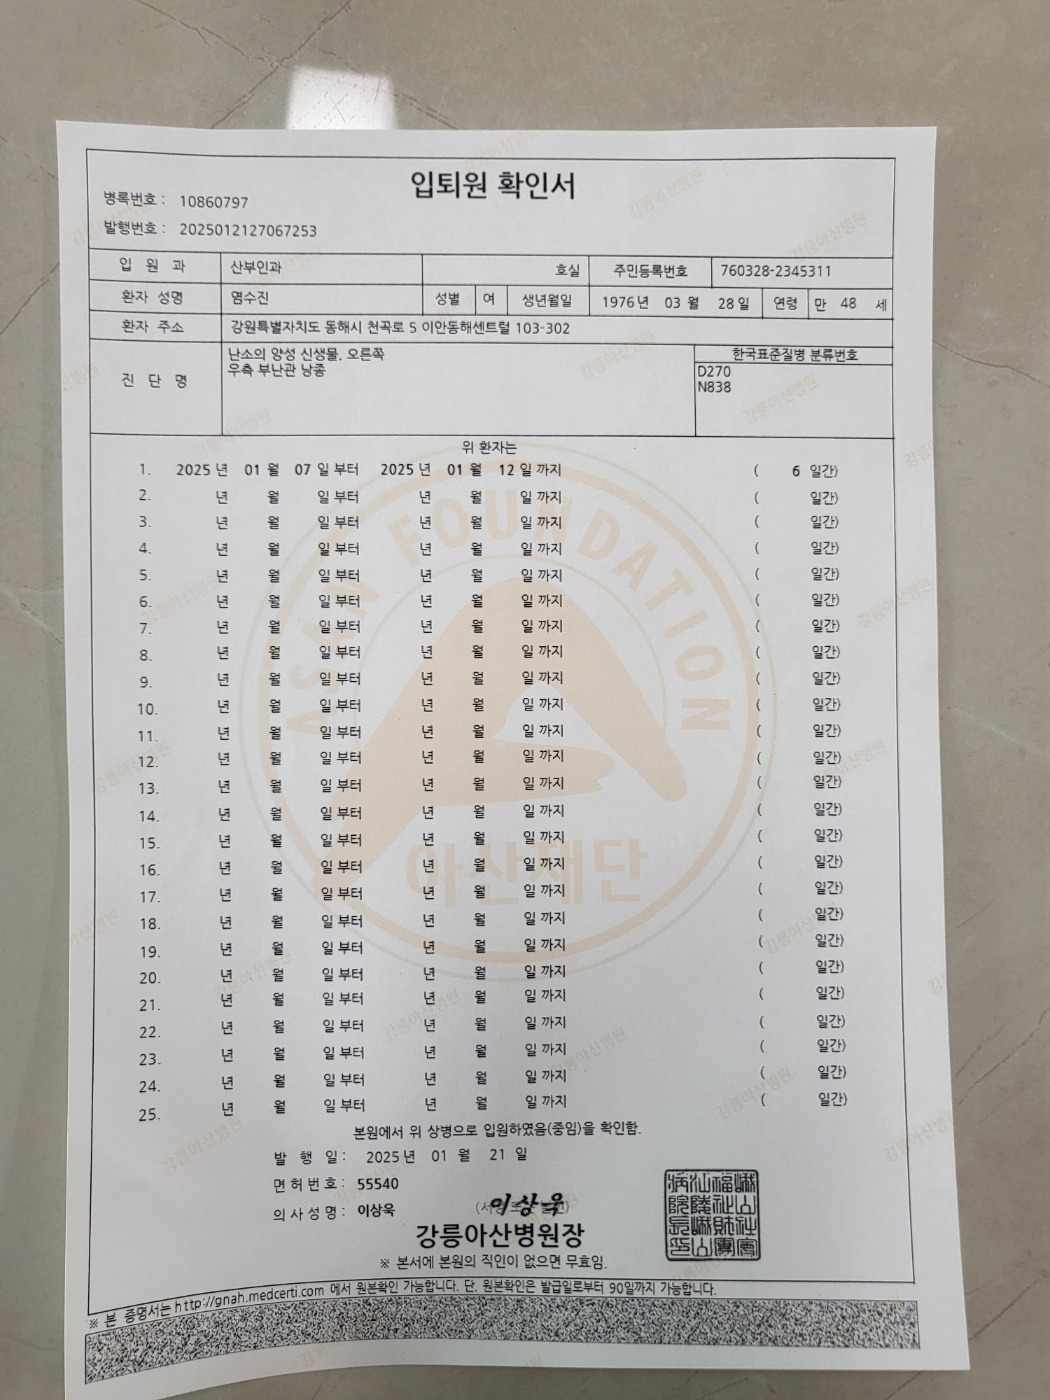 입퇴원 확인서
병록번호 : 10860797
발행번호 : 2025012127067253
입 원 과 산부인과 호실 주민등록번호 760328-2345311
환자 성명 염수진 성별 여 생년월일 1976년 03 월 28일 연령 만 48 세
환자 주소 강원특별자치도 동해시 천곡로 5 이안동해센트럴 103-302
진 단 명 난소의 양성 신생물, 오른쪽 한국표준질병 분류번호
우측 부난관 낭종 D270
N838
위 환자는
1. 2025 년 01 월 07 일 부터 2025 년 01 월 12 일 까지 ( 6 일간)
2. 년 월 일 부터 년 월 일 까지 ( 일간)
3. 년 월 일 부터 년 월 일 까지 ( 일간)
4. 년 월 일 부터 년 월 일 까지 ( 일간)
5. 년 월 일 부터 년 월 일 까지 ( 일간)
6. 년 월 일 부터 년 월 일 까지 ( 일간)
7. 년 월 일 부터 년 월 일 까지 ( 일간)
8. 년 월 일 부터 년 월 일 까지 ( 일간)
9. 년 월 일 부터 년 월 일 까지 ( 일간)
10. 년 월 일 부터 년 월 일 까지 ( 일간)
11. 년 월 일 부터 년 월 일 까지 ( 일간)
12. 년 월 일 부터 년 월 일 까지 ( 일간)
13. 년 월 일 부터 년 월 일 까지 ( 일간)
14. 년 월 일 부터 년 월 일 까지 ( 일간)
15. 년 월 일 부터 년 월 일 까지 ( 일간)
16. 년 월 일 부터 년 월 일 까지 ( 일간)
17. 년 월 일 부터 년 월 일 까지 ( 일간)
18. 년 월 일 부터 년 월 일 까지 ( 일간)
19. 년 월 일 부터 년 월 일 까지 ( 일간)
20. 년 월 일 부터 년 월 일 까지 ( 일간)
21. 년 월 일 부터 년 월 일 까지 ( 일간)
22. 년 월 일 부터 년 월 일 까지 ( 일간)
23. 년 월 일 부터 년 월 일 까지 ( 일간)
24. 년 월 일 부터 년 월 일 까지 ( 일간)
25. 년 월 일 부터 년 월 일 까지 ( 일간)
ASAN FOUNDATION
아산재단
본원에서 위 상병으로 입원하였음(중임)을 확인함.
발 행 일 : 2025년 01 월 21 일
면허번호 : 55540
의사성명 : 이상욱 이상욱
강릉아산병원장
※ 본서에 본원의 직인이 없으면 무효임.
※ 본 증명서는 http://gnah.medcerti.com 에서 원본확인 가능합니다. 단, 원본확인은 발급일로부터 90일까지 가능합니다.